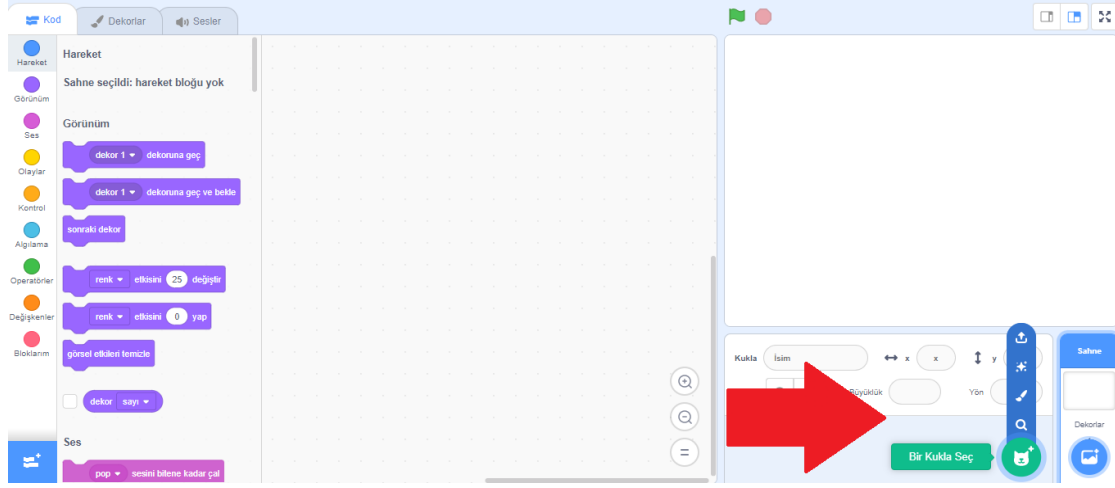 Kod
Dekorlar
Sesler
Hareket
Görünüm
Ses
Olaylar
Kontrol
Algılama
Operatörler
Değişkenler
Bloklarım
Hareket
Sahne seçildi: hareket bloğu yok
Görünüm
dekor 1 dekoruna geç
dekor 1 dekoruna geç ve bekle
sonraki dekor
renk etkisini 25 değiştir
renk etkisini 0 yap
görsel etkileri temizle
dekor sayı
Ses
pop sesini bitene kadar çal
Kukla İsim x x y
Büyüklük Yön
Bir Kukla Seç
Sahne
Dekorlar